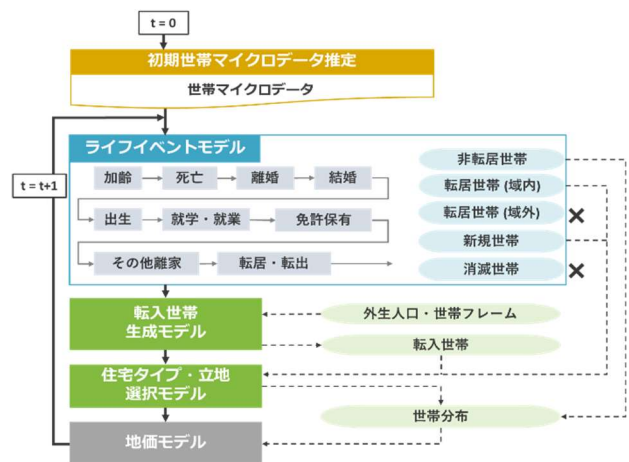 t = 0
初期世帯マイクロデータ推定
世帯マイクロデータ
ライフイベントモデル
t = t+1
加齢
死亡
離婚
結婚
出生
就学・就業
免許保有
その他離家
転居・転出
非転居世帯
転居世帯 (域内)
転居世帯 (域外)
新規世帯
消滅世帯
転入世帯
生成モデル
外生人口・世帯フレーム
転入世帯
住宅タイプ・立地
選択モデル
世帯分布
地価モデル